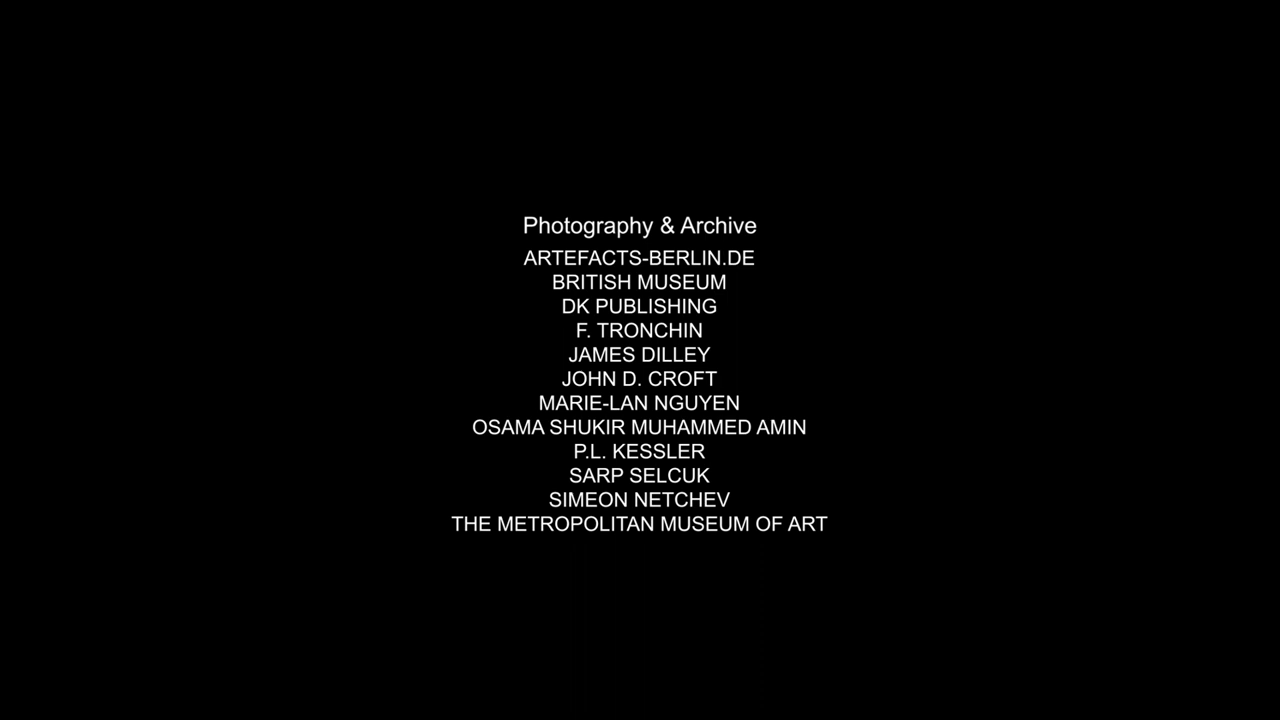 Photography & Archive
ARTEFACTS-BERLIN.DE
BRITISH MUSEUM
DK PUBLISHING
F. TRONCHIN
JAMES DILLEY
JOHN D. CROFT
MARIE-LAN NGUYEN
OSAMA SHUKIR MUHAMMED AMIN
P.L. KESSLER
SARP SELCUK
SIMEON NETCHEV
THE METROPOLITAN MUSEUM OF ART